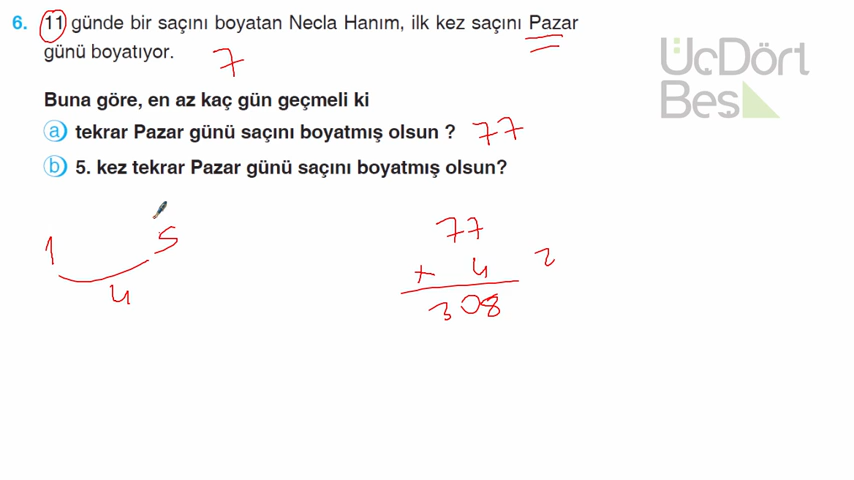 6. 11 günde bir saçını boyatan Necla Hanım, ilk kez saçını Pazar
günü boyatıyor.
7
Buna göre, en az kaç gün geçmeli ki
a) tekrar Pazar günü saçını boyatmış olsun ? 77
b) 5. kez tekrar Pazar günü saçını boyatmış olsun?
ÜçDört
Beş
1 5
4
77
+ 4 2
308